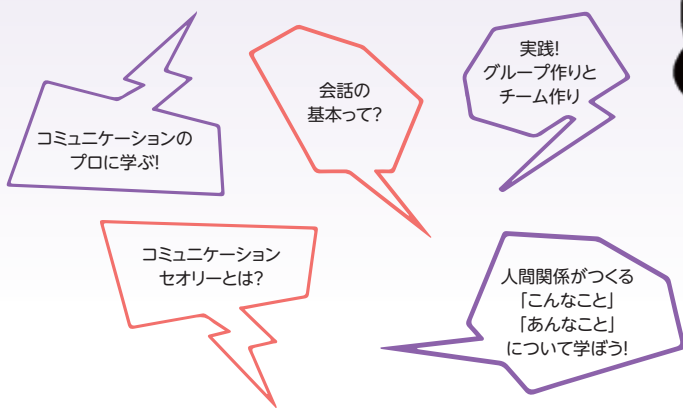 コミュニケーションの
プロに学ぶ!
会話の
基本って?
実践!
グループ作りと
チーム作り
コミュニケーション
セオリーとは?
人間関係がつくる
「こんなこと」
「あんなこと」
について学ぼう!